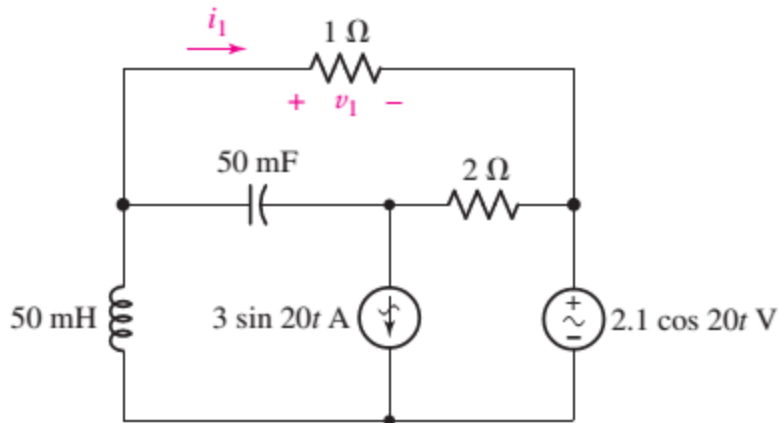 i₁
1 Ω
+ v₁ −
50 mF
2 Ω
50 mH
3 sin 20t A
+
−
2.1 cos 20t V